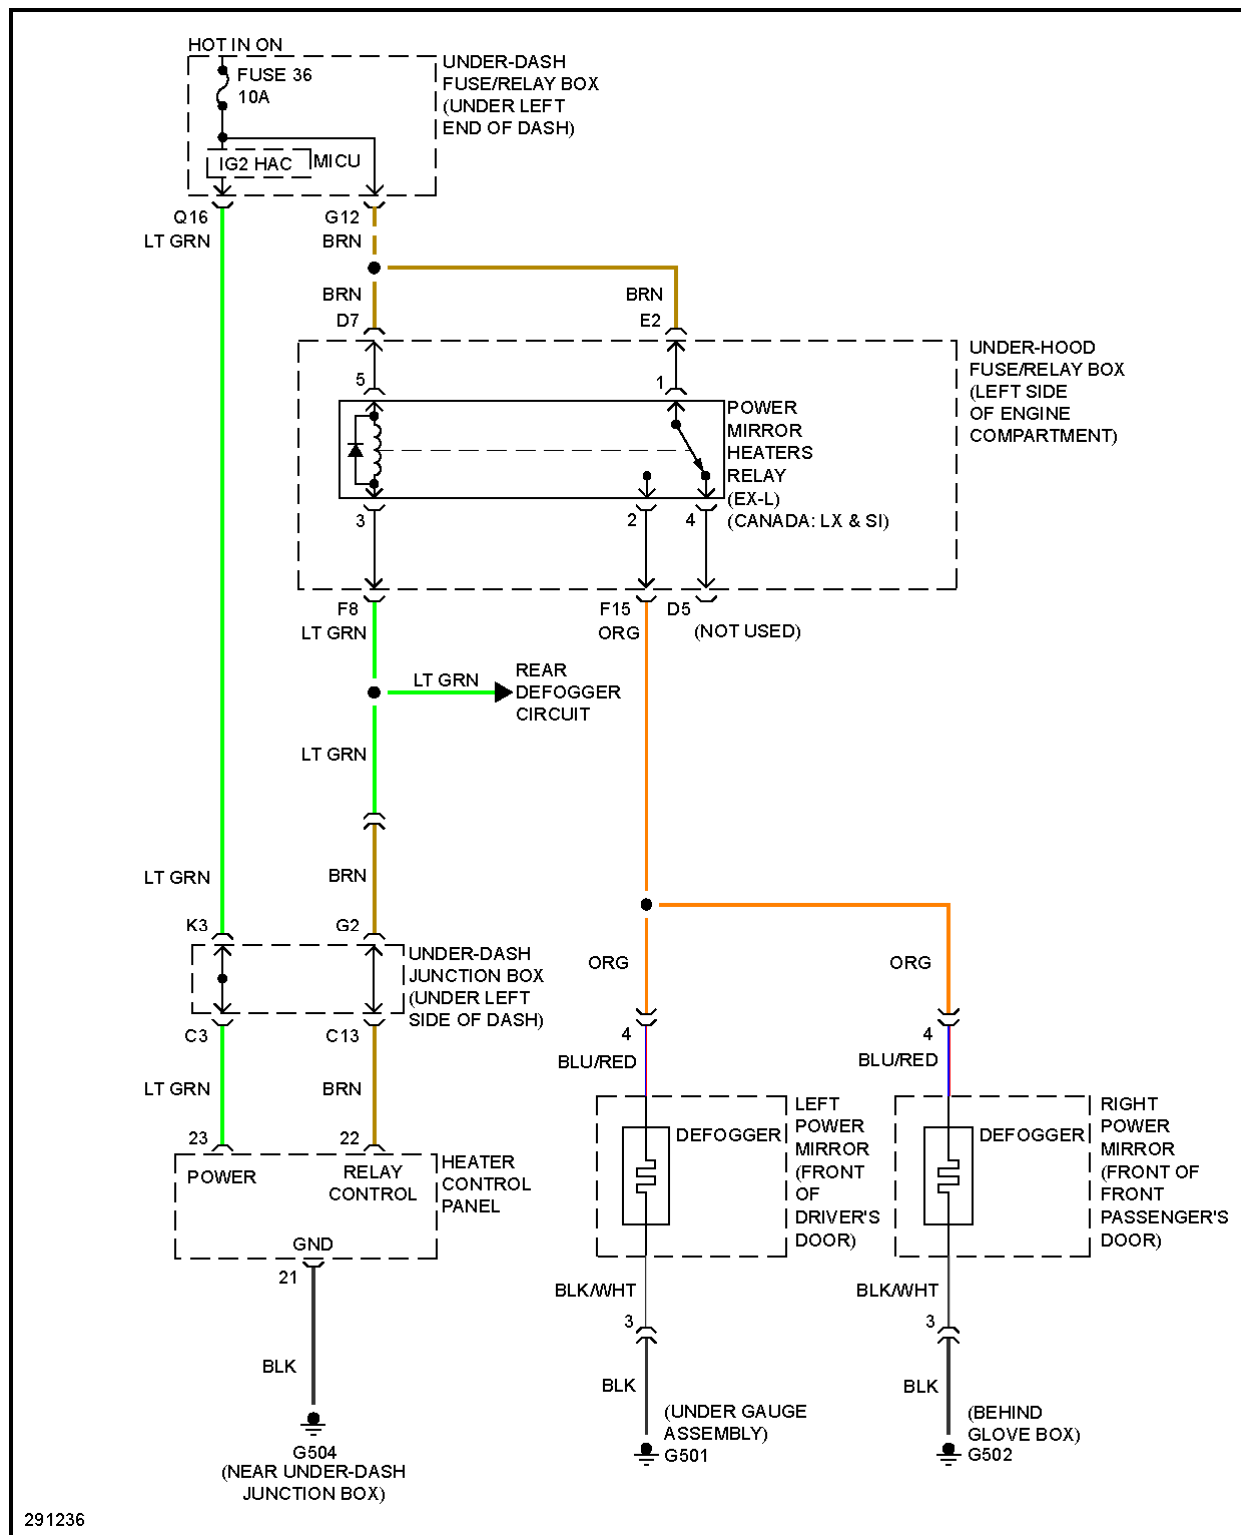 HOT IN ON
FUSE 36
10A
UNDER-DASH
FUSE/RELAY BOX
(UNDER LEFT
END OF DASH)
IG2 HAC
MICU
Q16
LT GRN
G12
BRN
BRN
D7
BRN
E2
UNDER-HOOD
FUSE/RELAY BOX
(LEFT SIDE
OF ENGINE
COMPARTMENT)
5
1
POWER
MIRROR
HEATERS
RELAY
(EX-L)
(CANADA: LX & SI)
3
2
4
F8
LT GRN
F15
ORG
D5
(NOT USED)
LT GRN
REAR
DEFOGGER
CIRCUIT
LT GRN
LT GRN
BRN
K3
G2
UNDER-DASH
JUNCTION BOX
(UNDER LEFT
SIDE OF DASH)
ORG
ORG
C3
C13
4
4
LT GRN
BRN
BLU/RED
BLU/RED
23
22
POWER
RELAY
CONTROL
HEATER
CONTROL
PANEL
GND
21
DEFOGGER
LEFT
POWER
MIRROR
(FRONT
OF
DRIVER'S
DOOR)
DEFOGGER
RIGHT
POWER
MIRROR
(FRONT OF
FRONT
PASSENGER'S
DOOR)
BLK/WHT
BLK/WHT
3
3
BLK
BLK
BLK
(UNDER GAUGE
ASSEMBLY)
G501
(BEHIND
GLOVE BOX)
G502
G504
(NEAR UNDER-DASH
JUNCTION BOX)
291236